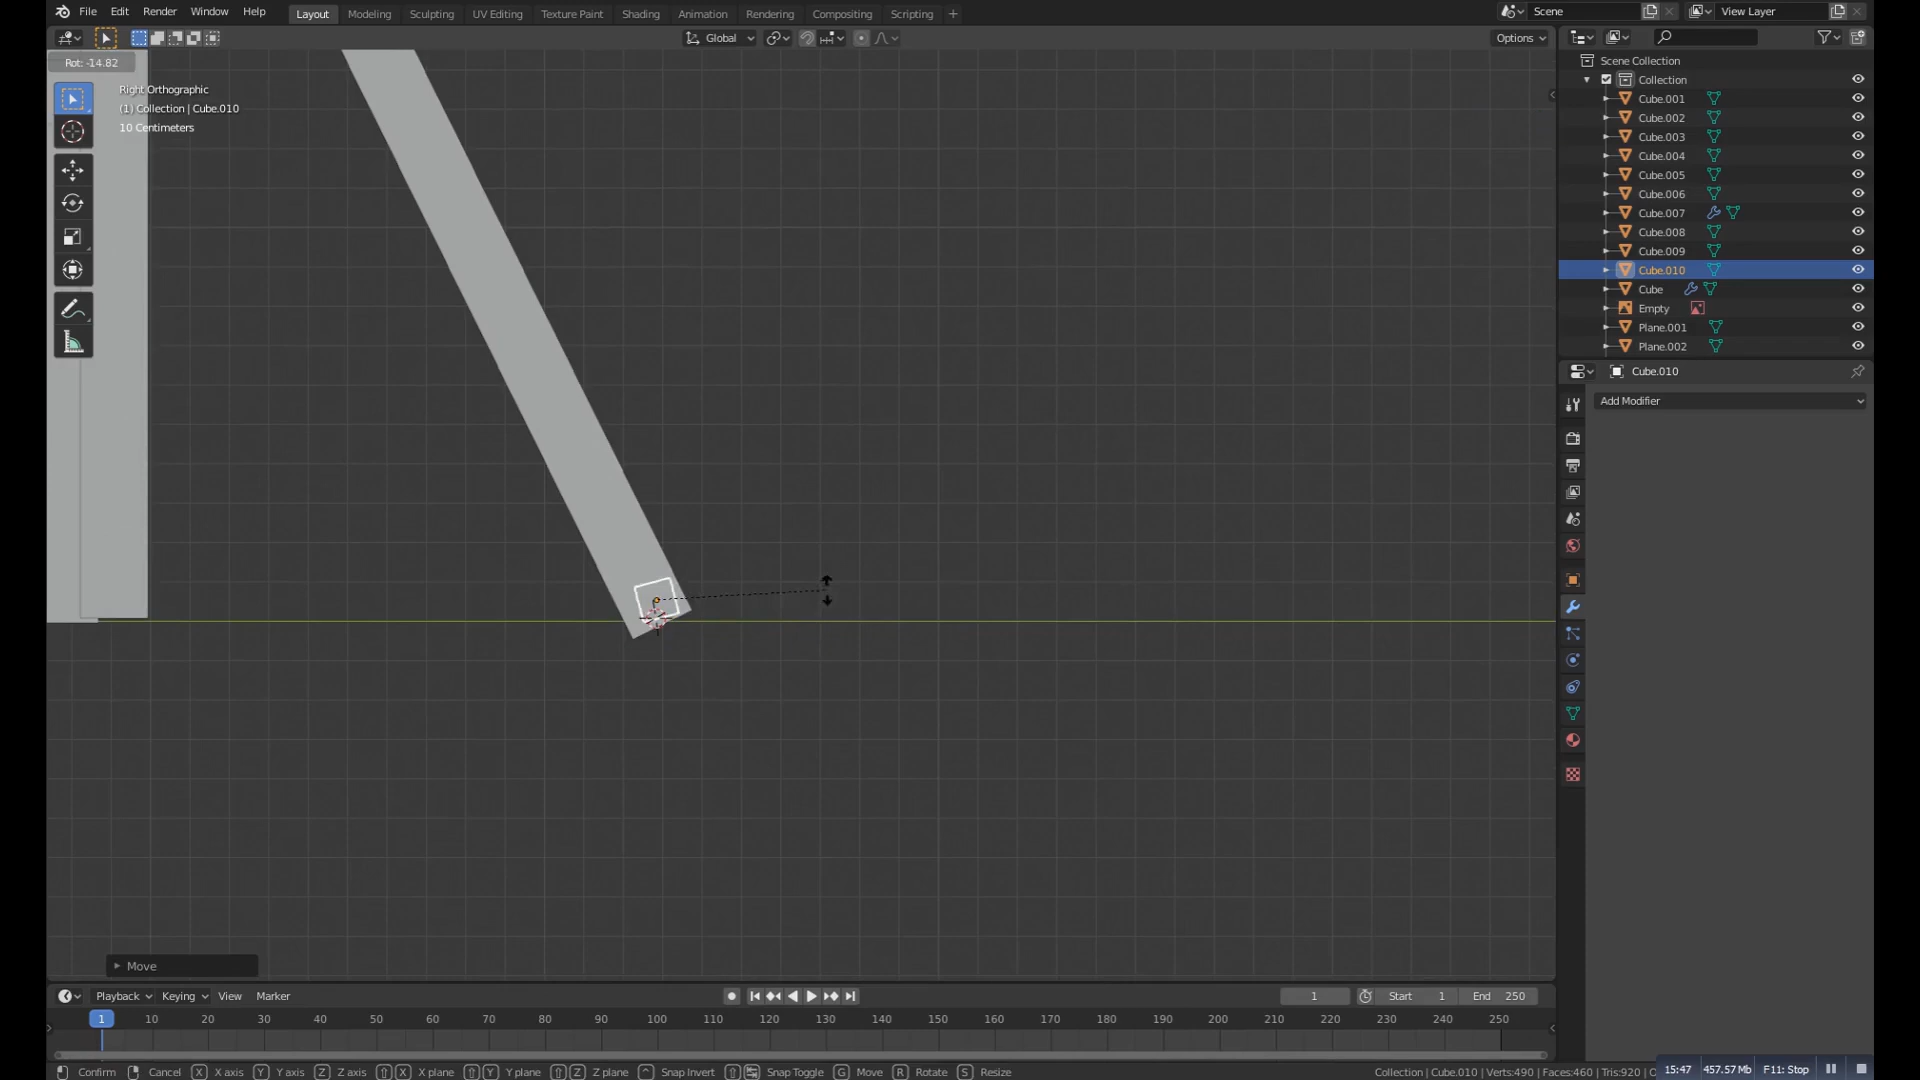 File Edit Render Window Help Layout Modeling Sculpting UV Editing Texture Paint Shading Animation Rendering Compositing Scripting + Scene View Layer
Global Options
Rot: -14.82
Right Orthographic
(1) Collection | Cube.010
10 Centimeters
Scene Collection
Collection
Cube.001
Cube.002
Cube.003
Cube.004
Cube.005
Cube.006
Cube.007
Cube.008
Cube.009
Cube.010
Cube
Empty
Plane.001
Plane.002
Cube.010
Add Modifier
Move
Playback Keying View Marker 1 Start 1 End 250
1 10 20 30 40 50 60 70 80 90 100 110 120 130 140 150 160 170 180 190 200 210 220 230 240 250
Confirm Cancel X X axis Y Y axis Z Z axis X X plane Y Y plane Z Z plane Snap Invert Snap Toggle G Move R Rotate S Resize Collection | Cube.010 | Verts:490 | Faces:460 | Tris:920 | 15:47 457.57 Mb F11: Stop